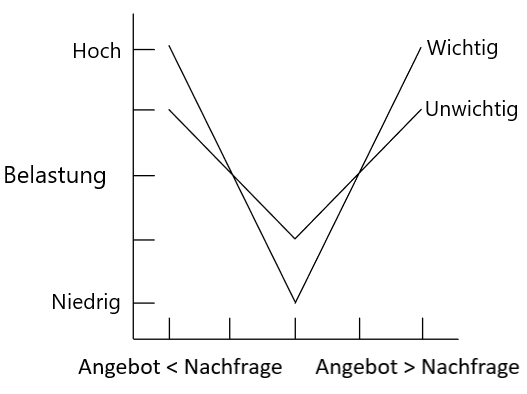 Hoch
Wichtig
Unwichtig
Belastung
Niedrig
Angebot < Nachfrage
Angebot > Nachfrage